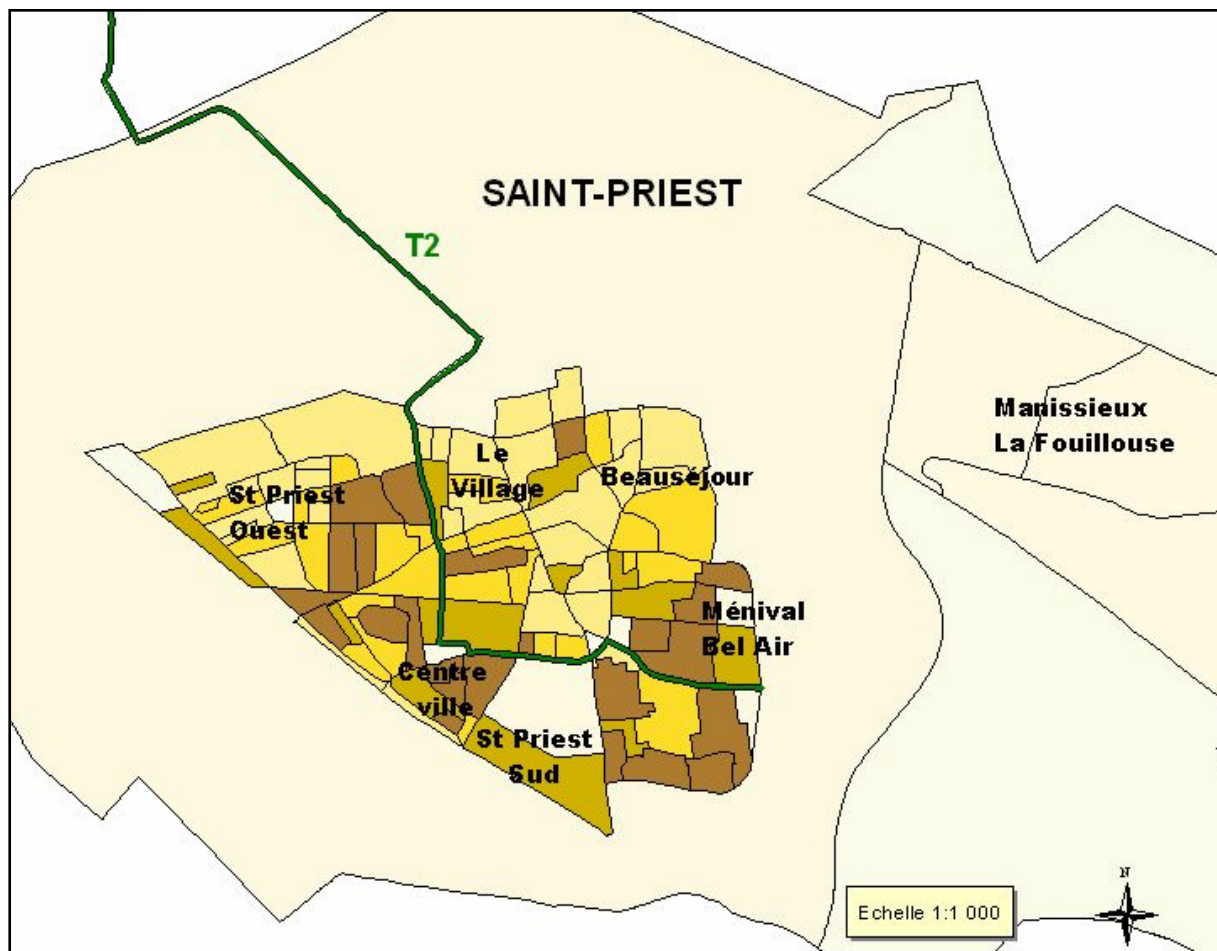 SAINT-PRIEST
T2
Manissieux
La Fouillouse
Le
Village
Beauséjour
St Priest
Ouest
Ménival
Bel Air
Centre
ville
St Priest
Sud
N
Echelle 1:1 000